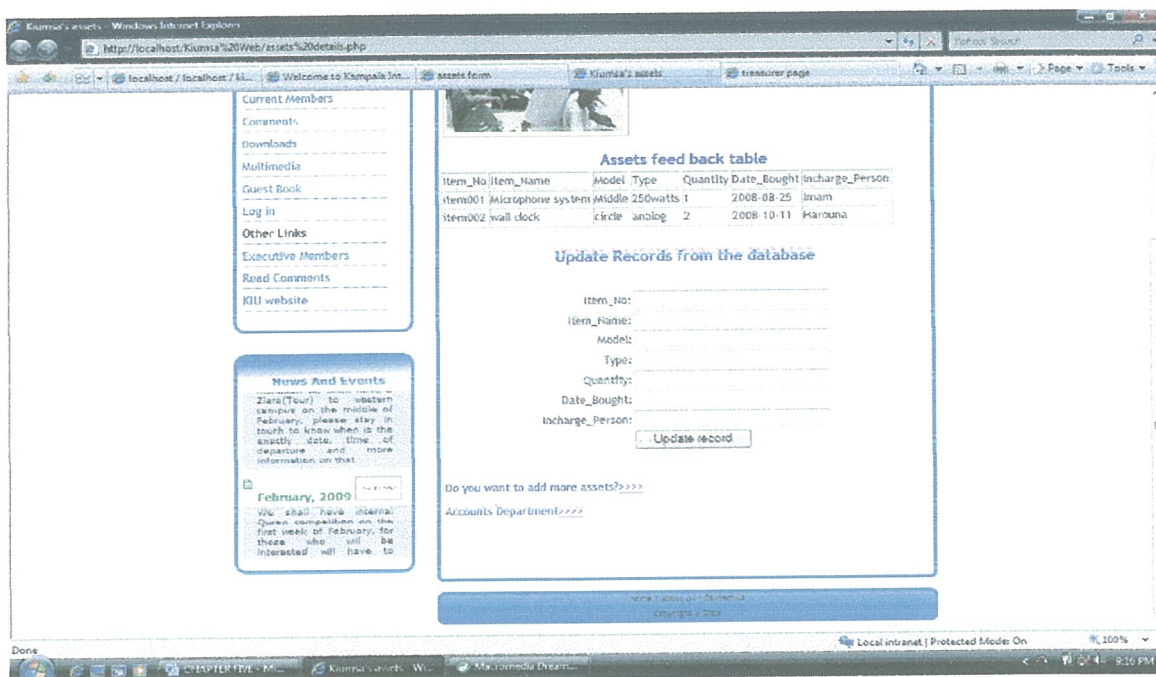 Kiumsa's assets - Windows Internet Explorer
http://localhost/Kiumsa%20Web/assets%20details.php
Yahoo! Search
localhost / localhost / ki...
Welcome to Kampala Int...
assets form
Kiumsa's assets
treasurer page
Page
Tools
Current Members
Comments
Downloads
Multimedia
Guest Book
Log in
Other Links
Executive Members
Read Comments
KIU website
News And Events
Ziara(Tour) to western
campus on the middle of
February, please stay in
touch to know when is the
exactly date, time of
departure and more
information on that
February, 2009
We shall have internal
Quran competition on the
first week of February, for
those who will be
interested will have to
Assets feed back table
Item_No Item_Name Model Type Quantity Date_Bought Incharge_Person
item001 Microphone system Middle 250watts 1 2008-08-25 Imam
item002 wall clock circle analog 2 2008-10-11 Harouna
Update Records from the database
Item_No:
Item_Name:
Model:
Type:
Quantity:
Date_Bought:
Incharge_Person:
Update record
Do you want to add more assets?>>>>
Accounts Department>>>>
Done
Local intranet | Protected Mode: On
100%
CHAPTER FIVE - Mi...
Kiumsa's assets - Wi...
Macromedia Dream...
9:16 PM